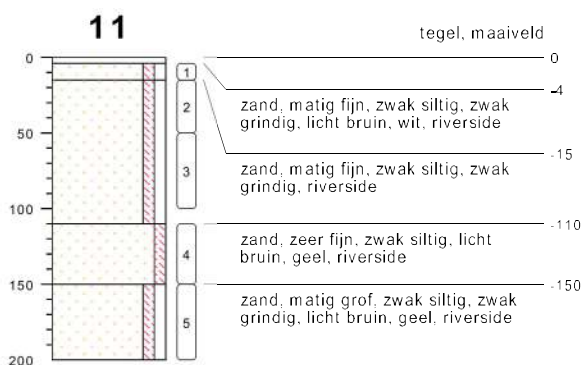 11
tegel, maaiveld
0
0
-4
1
zand, matig fijn, zwak siltig, zwak
grindig, licht bruin, wit, riverside
2
50
-15
zand, matig fijn, zwak siltig, zwak
grindig, riverside
3
100
-110
zand, zeer fijn, zwak siltig, licht
bruin, geel, riverside
4
150
-150
zand, matig grof, zwak siltig, zwak
grindig, licht bruin, geel, riverside
5
200